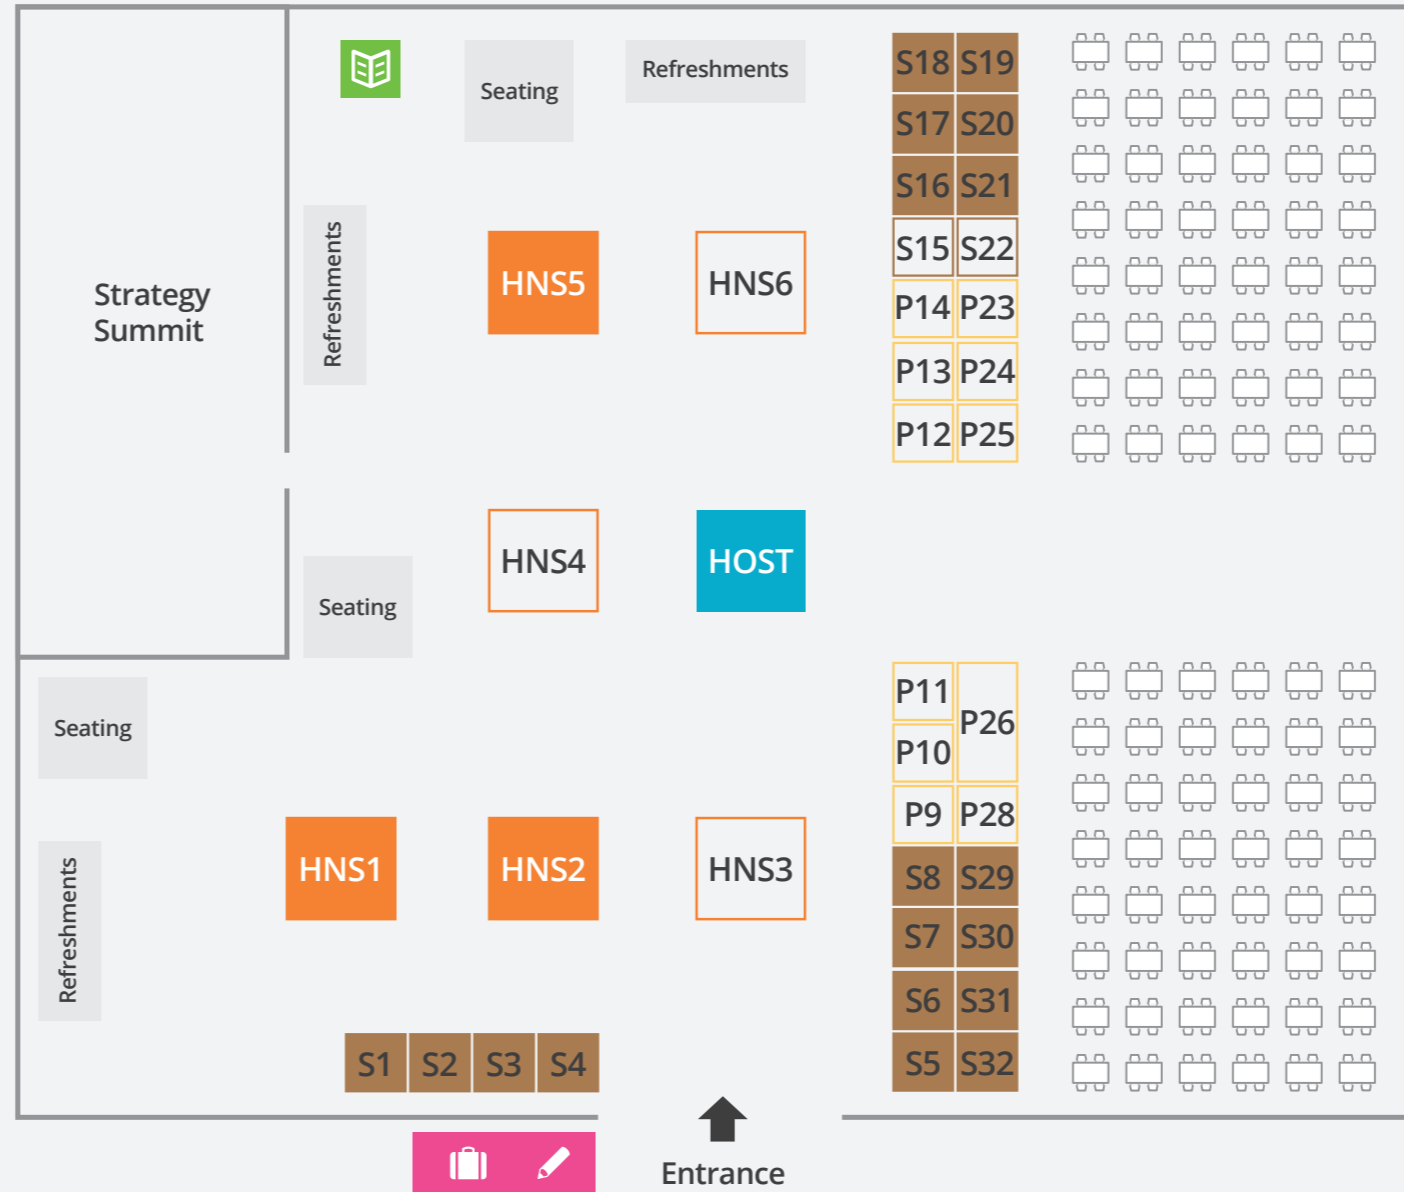 Seating
Refreshments
S18 S19
S17 S20
S16 S21
S15 S22
P14 P23
P13 P24
P12 P25
Refreshments
HNS5
HNS6
Strategy
Summit
HNS4
HOST
Seating
Seating
P11
P26
P10
P9 P28
S8 S29
S7 S30
S6 S31
S5 S32
HNS1
HNS2
HNS3
Refreshments
S1 S2 S3 S4
Entrance